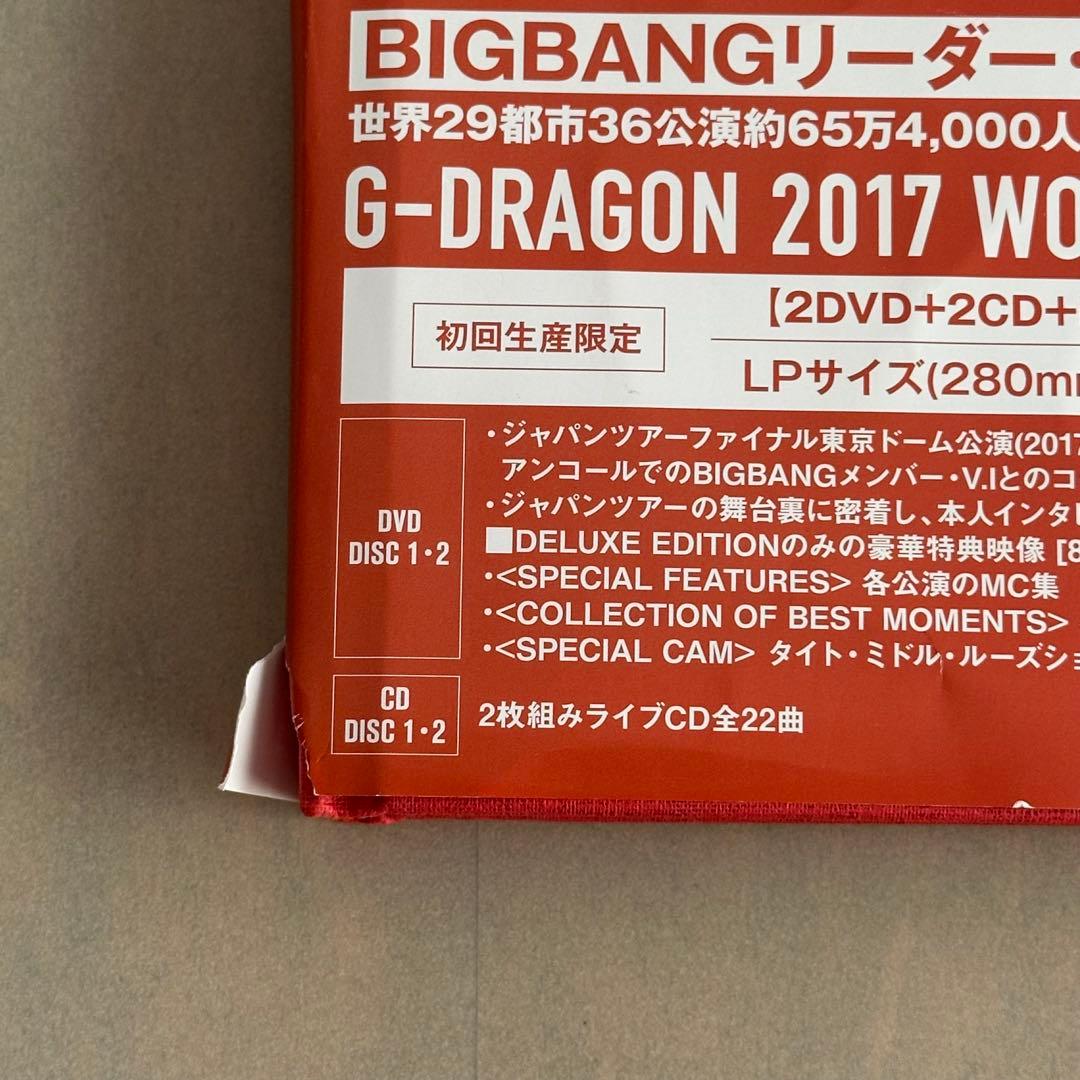 BIGBANGリーダー・
世界29都市36公演約65万4,000人
G-DRAGON 2017 WO
初回生産限定
【2DVD+2CD+
LPサイズ(280mm
DVD
DISC 1・2
・ジャパンツアーファイナル東京ドーム公演(2017
アンコールでのBIGBANGメンバー・V.Iとのコ
・ジャパンツアーの舞台裏に密着し、本人インタビ
■DELUXE EDITIONのみの豪華特典映像 [8
・<SPECIAL FEATURES> 各公演のMC集
・<COLLECTION OF BEST MOMENTS>
・<SPECIAL CAM> タイト・ミドル・ルーズショ
CD
DISC 1・2
2枚組みライブCD全22曲